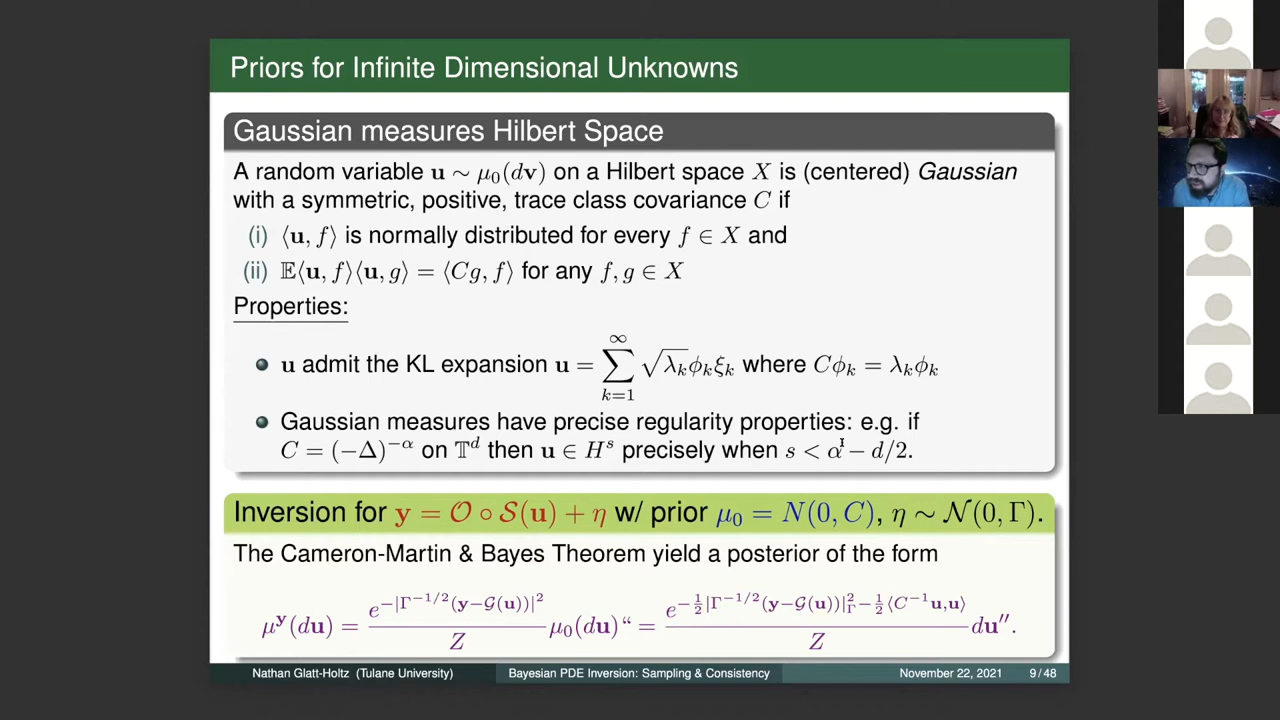 Priors for Infinite Dimensional Unknowns
Gaussian measures Hilbert Space
A random variable u ∼ μ₀(dv) on a Hilbert space X is (centered) Gaussian
with a symmetric, positive, trace class covariance C if
(i) ⟨u, f⟩ is normally distributed for every f ∈ X and
(ii) 𝔼⟨u, f⟩⟨u, g⟩ = ⟨Cg, f⟩ for any f, g ∈ X
Properties:
u admit the KL expansion u = ∑_{k=1}^{∞} √λₖ ϕₖ ξₖ where Cϕₖ = λₖϕₖ
Gaussian measures have precise regularity properties: e.g. if
C = (−Δ)^{−α} on 𝕋^d then u ∈ H^s precisely when s < α − d/2.
Inversion for y = 𝒪 ∘ 𝒮(u) + η w/ prior μ₀ = N(0, C), η ∼ 𝒩(0, Γ).
The Cameron-Martin & Bayes Theorem yield a posterior of the form
μ^y(du) = e^{−|Γ^{−1/2}(y−𝒢(u))|²} / Z μ₀(du) “ = e^{−½|Γ^{−1/2}(y−𝒢(u))|²_Γ − ½⟨C^{−1}u,u⟩} / Z du″.
Nathan Glatt-Holtz (Tulane University) Bayesian PDE Inversion: Sampling & Consistency November 22, 2021 9 / 48